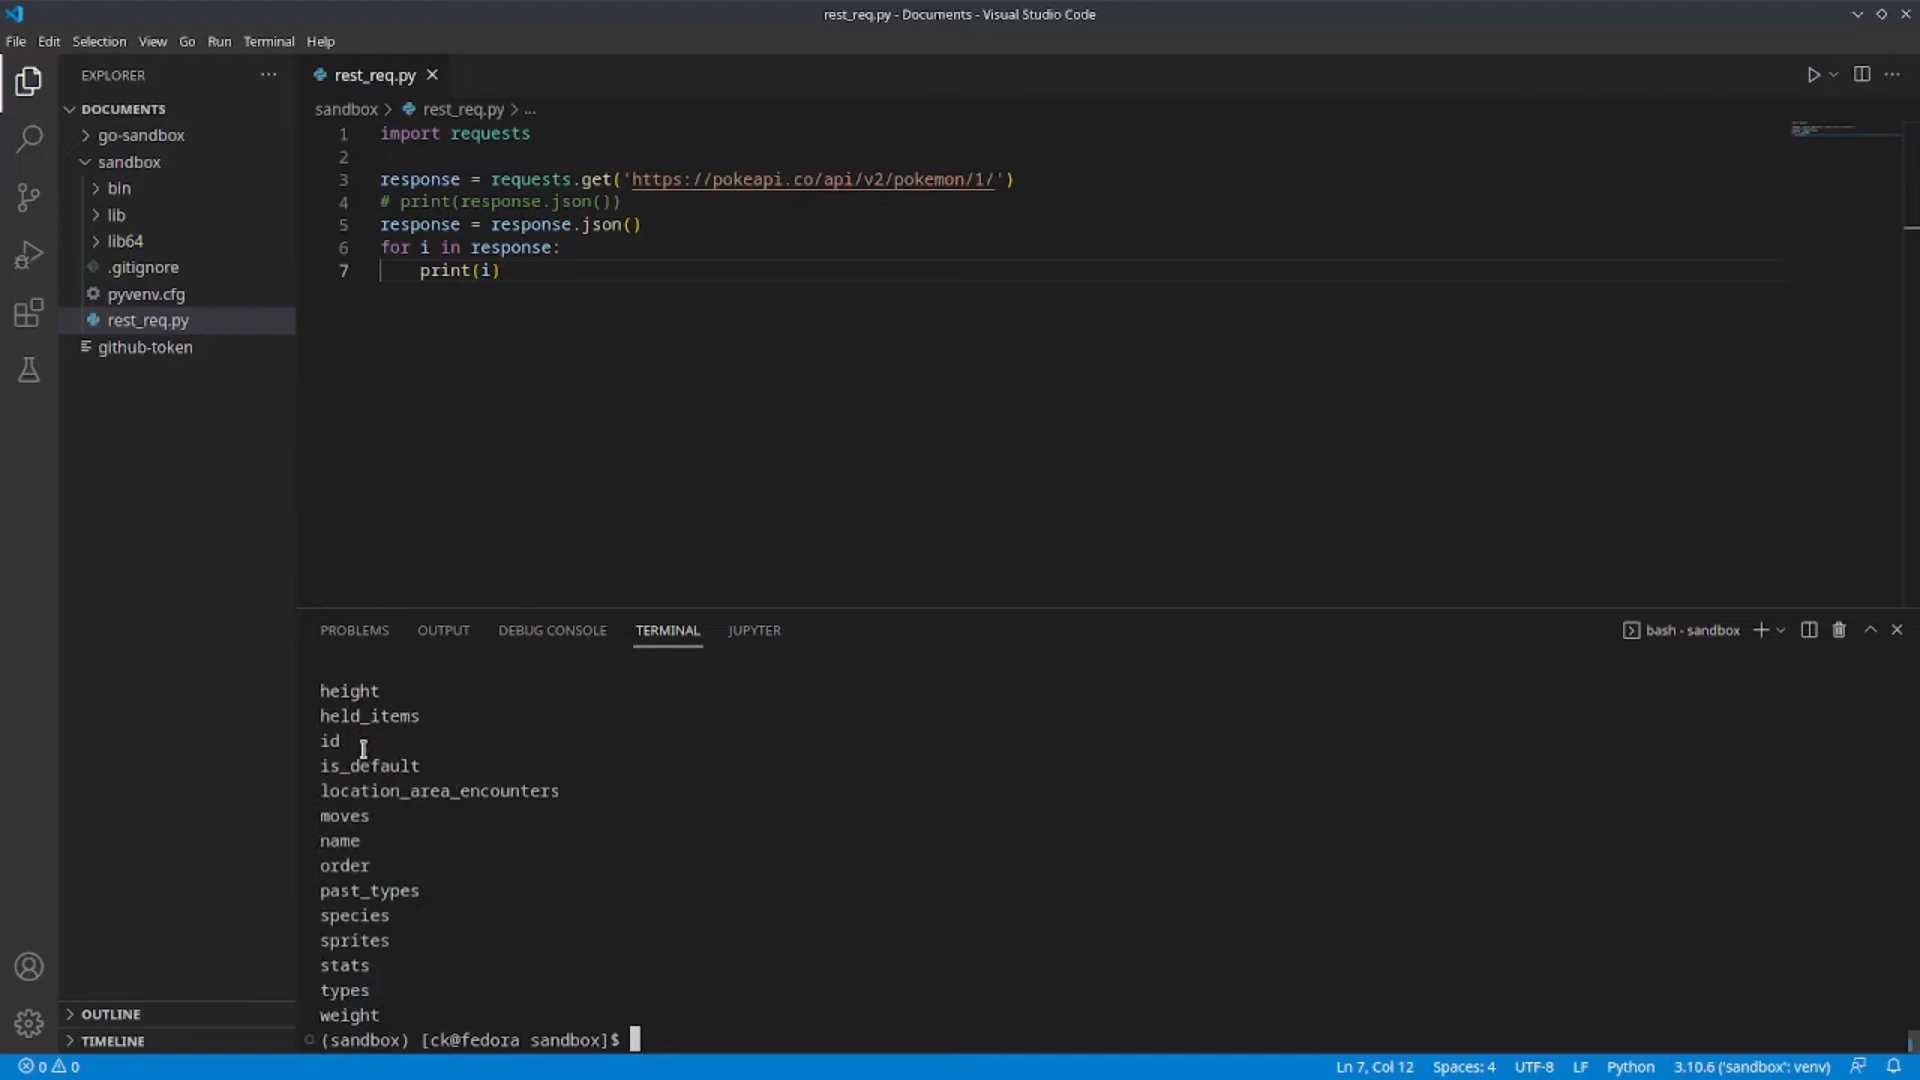 rest_req.py - Documents - Visual Studio Code
File Edit Selection View Go Run Terminal Help
EXPLORER
DOCUMENTS
go-sandbox
sandbox
bin
lib
lib64
.gitignore
pyvenv.cfg
rest_req.py
github-token
OUTLINE
TIMELINE
rest_req.py
sandbox > rest_req.py > ...
1 import requests
2
3 response = requests.get('https://pokeapi.co/api/v2/pokemon/1/')
4 # print(response.json())
5 response = response.json()
6 for i in response:
7 print(i)
PROBLEMS OUTPUT DEBUG CONSOLE TERMINAL JUPYTER
bash - sandbox
height
held_items
id
is_default
location_area_encounters
moves
name
order
past_types
species
sprites
stats
types
weight
(sandbox) [ck@fedora sandbox]$
0 0
Ln 7, Col 12 Spaces: 4 UTF-8 LF Python 3.10.6 ('sandbox': venv)